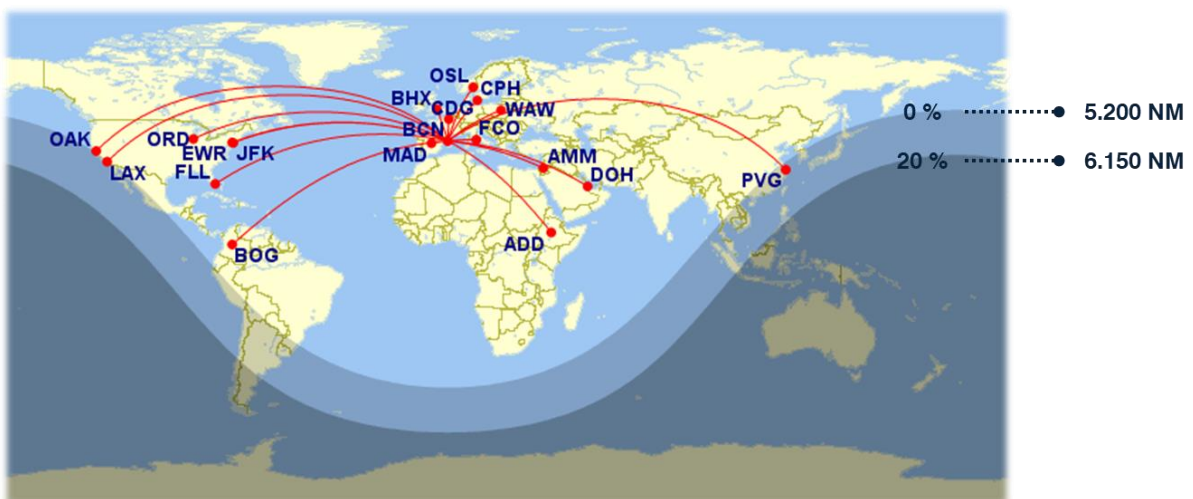 OSL
CPH
BHX
CDG
WAW
0 %
5.200 NM
BCN
FCO
OAK
ORD
EWR
JFK
MAD
AMM
20 %
6.150 NM
LAX
FLL
DOH
PVG
ADD
BOG